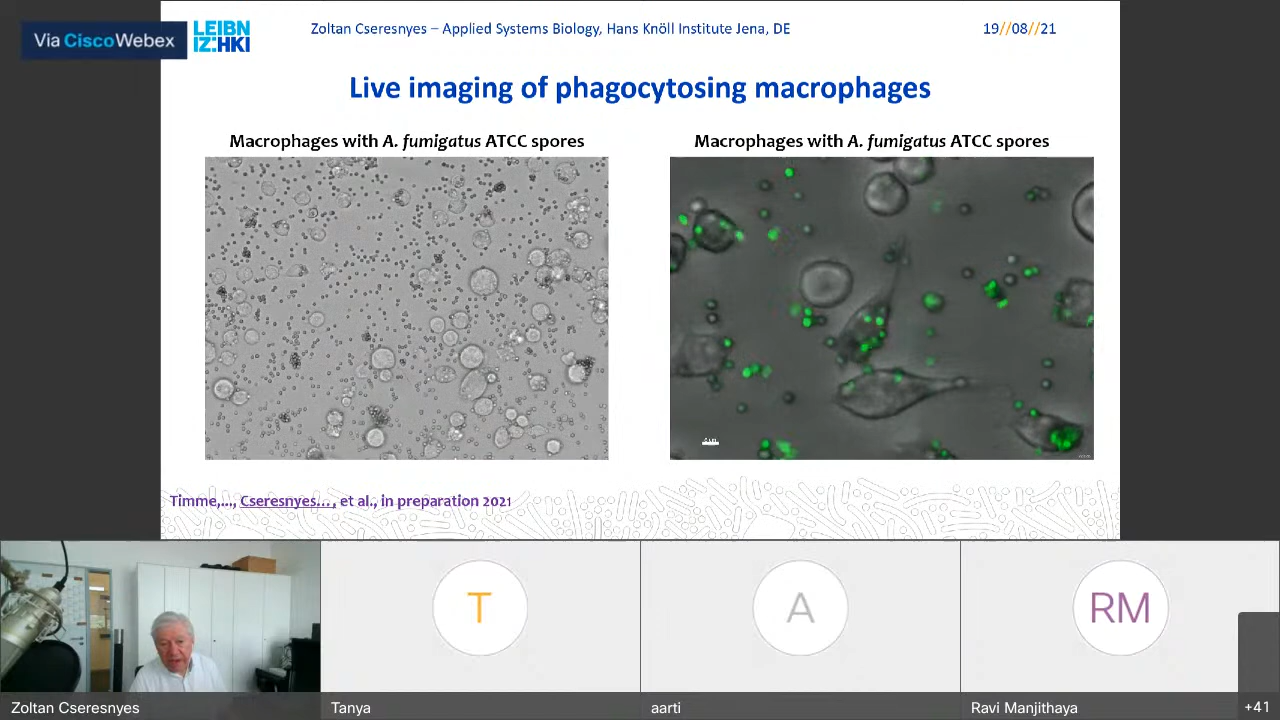 Via Cisco Webex
LEIBN
IZ:HKI
Zoltan Cseresnyes – Applied Systems Biology, Hans Knöll Institute Jena, DE
19//08//21
Live imaging of phagocytosing macrophages
Macrophages with A. fumigatus ATCC spores
Macrophages with A. fumigatus ATCC spores
Timme,..., Cseresnyes..., et al., in preparation 2021
T
A
RM
Zoltan Cseresnyes
Tanya
aarti
Ravi Manjithaya
+41